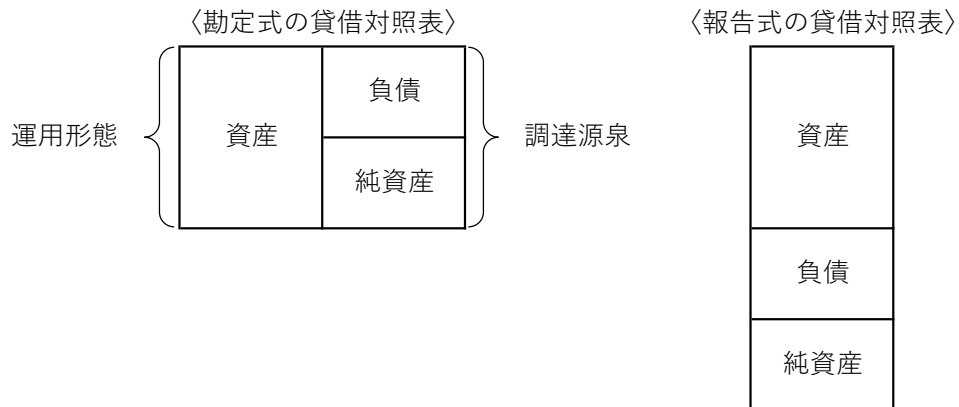 〈勘定式の貸借対照表〉
運用形態
資産
負債
純資産
調達源泉
〈報告式の貸借対照表〉
資産
負債
純資産